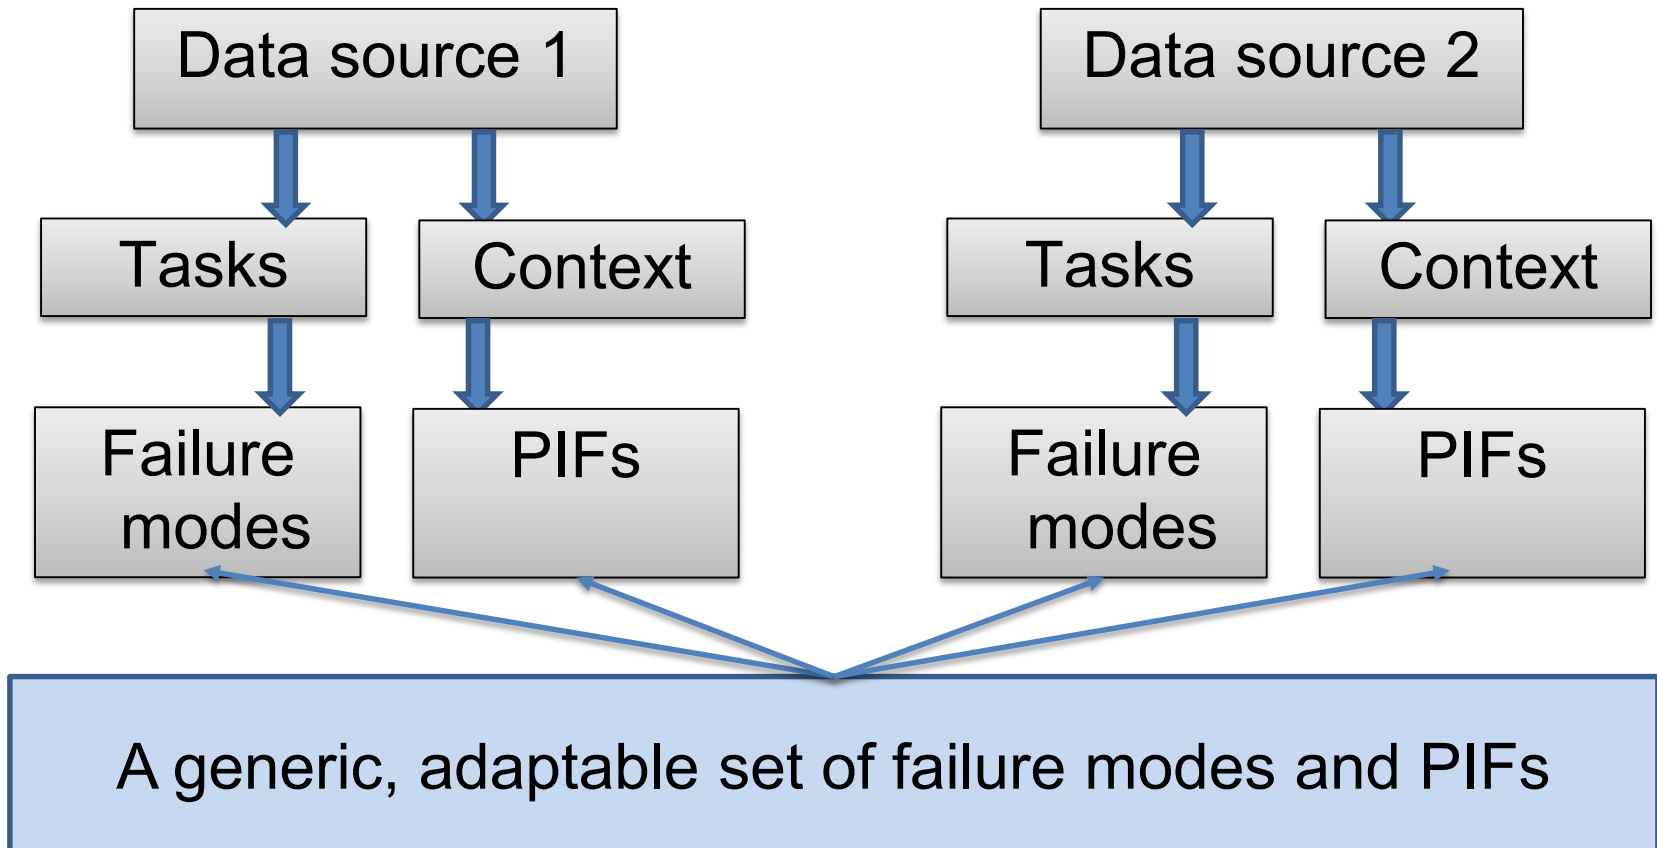 Data source 1
Data source 2
Tasks
Context
Tasks
Context
Failure
modes
PIFs
Failure
modes
PIFs
A generic, adaptable set of failure modes and PIFs